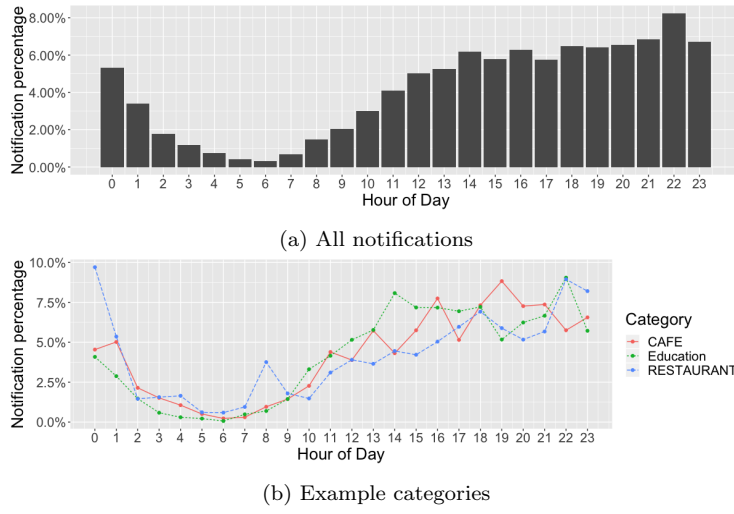 Notification percentage
8.00%
6.00%
4.00%
2.00%
0.00%
0 1 2 3 4 5 6 7 8 9 10 11 12 13 14 15 16 17 18 19 20 21 22 23
Hour of Day
(a) All notifications
Notification percentage
10.0%
7.5%
5.0%
2.5%
0.0%
0 1 2 3 4 5 6 7 8 9 10 11 12 13 14 15 16 17 18 19 20 21 22 23
Hour of Day
Category
CAFE
Education
RESTAURANT
(b) Example categories